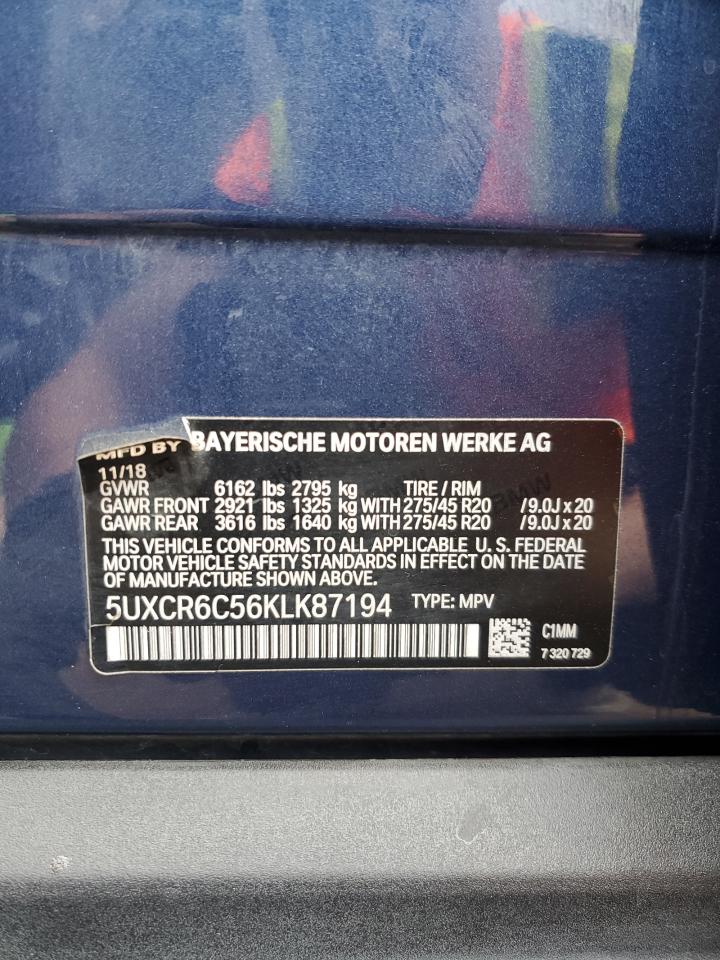 MFD BY BAYERISCHE MOTOREN WERKE AG
11/18
GVWR 6162 lbs 2795 kg TIRE / RIM
GAWR FRONT 2921 lbs 1325 kg WITH 275/45 R20 /9.0J x 20
GAWR REAR 3616 lbs 1640 kg WITH 275/45 R20 /9.0J x 20
THIS VEHICLE CONFORMS TO ALL APPLICABLE U. S. FEDERAL
MOTOR VEHICLE SAFETY STANDARDS IN EFFECT ON THE DATE
OF MANUFACTURE SHOWN ABOVE.
5UXCR6C56KLK87194 TYPE: MPV
C1MM
7 320 729
BMW